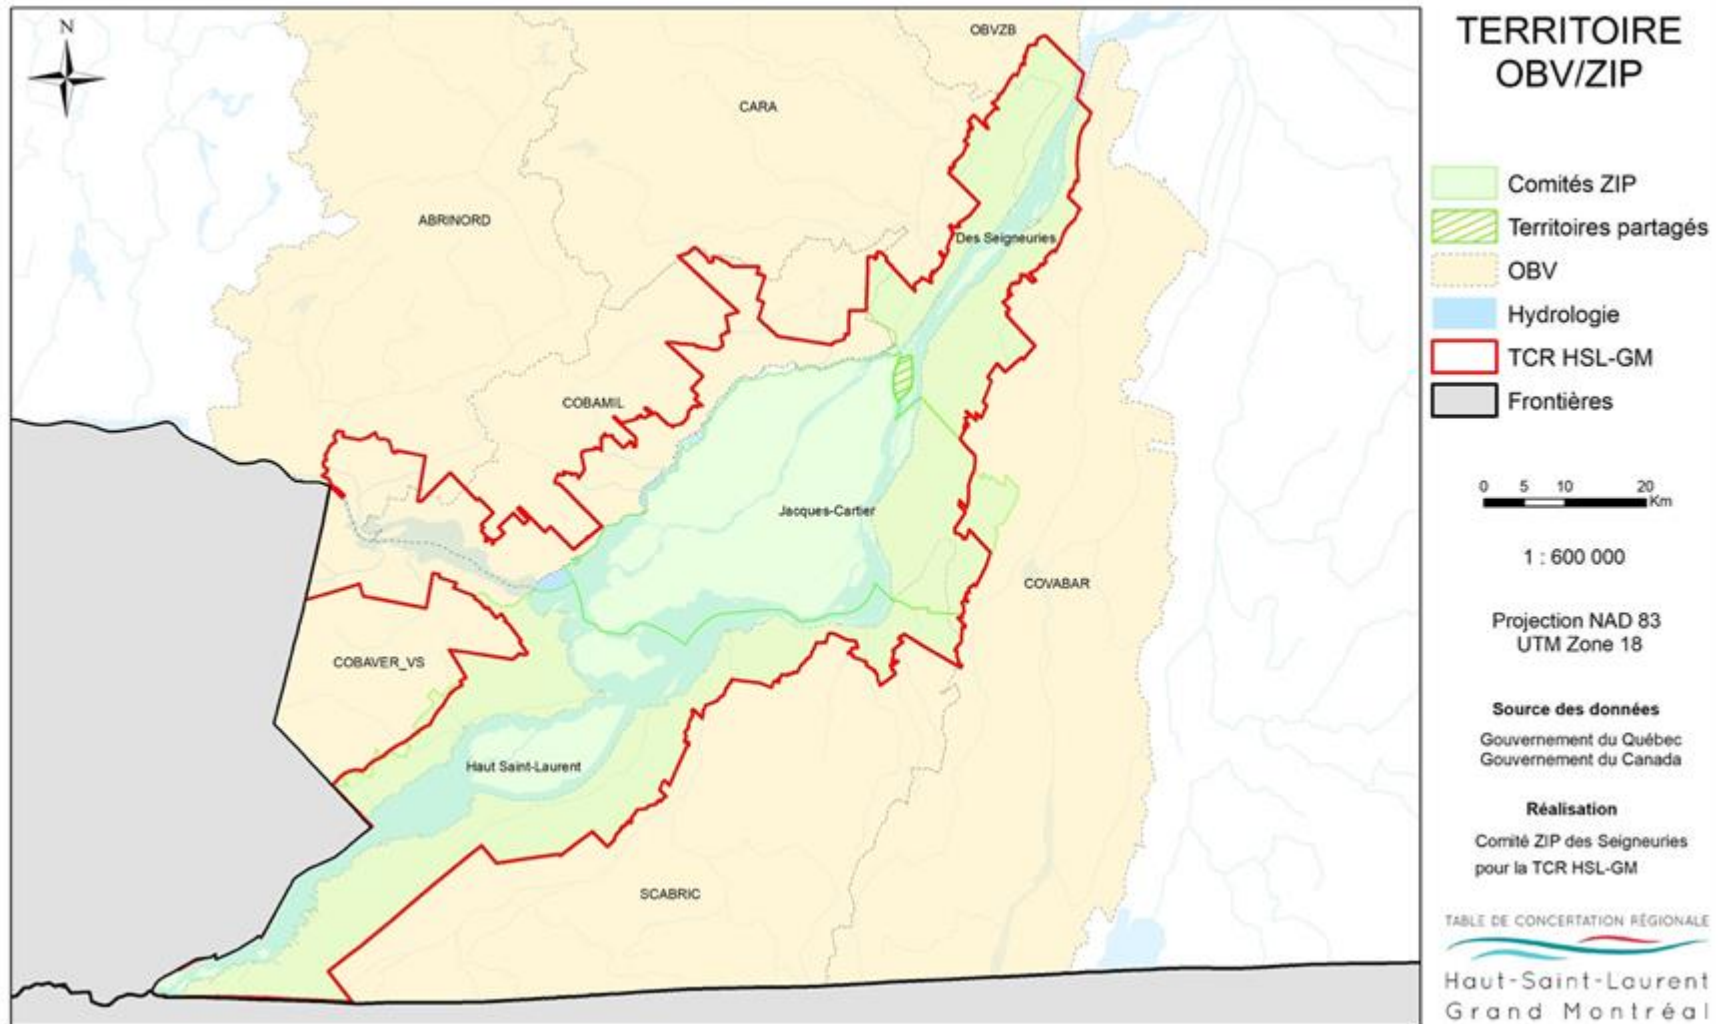 N
OBVZB
CARA
ABRINORD
Des Seigneuries
COBAMIL
Jacques-Cartier
COVABAR
COBAVER_VS
Haut Saint-Laurent
SCABRIC
TERRITOIRE
OBV/ZIP
Comités ZIP
Territoires partagés
OBV
Hydrologie
TCR HSL-GM
Frontières
0 5 10 20
Km
1 : 600 000
Projection NAD 83
UTM Zone 18
Source des données
Gouvernement du Québec
Gouvernement du Canada
Réalisation
Comité ZIP des Seigneuries
pour la TCR HSL-GM
TABLE DE CONCERTATION RÉGIONALE
Haut-Saint-Laurent
Grand Montréal